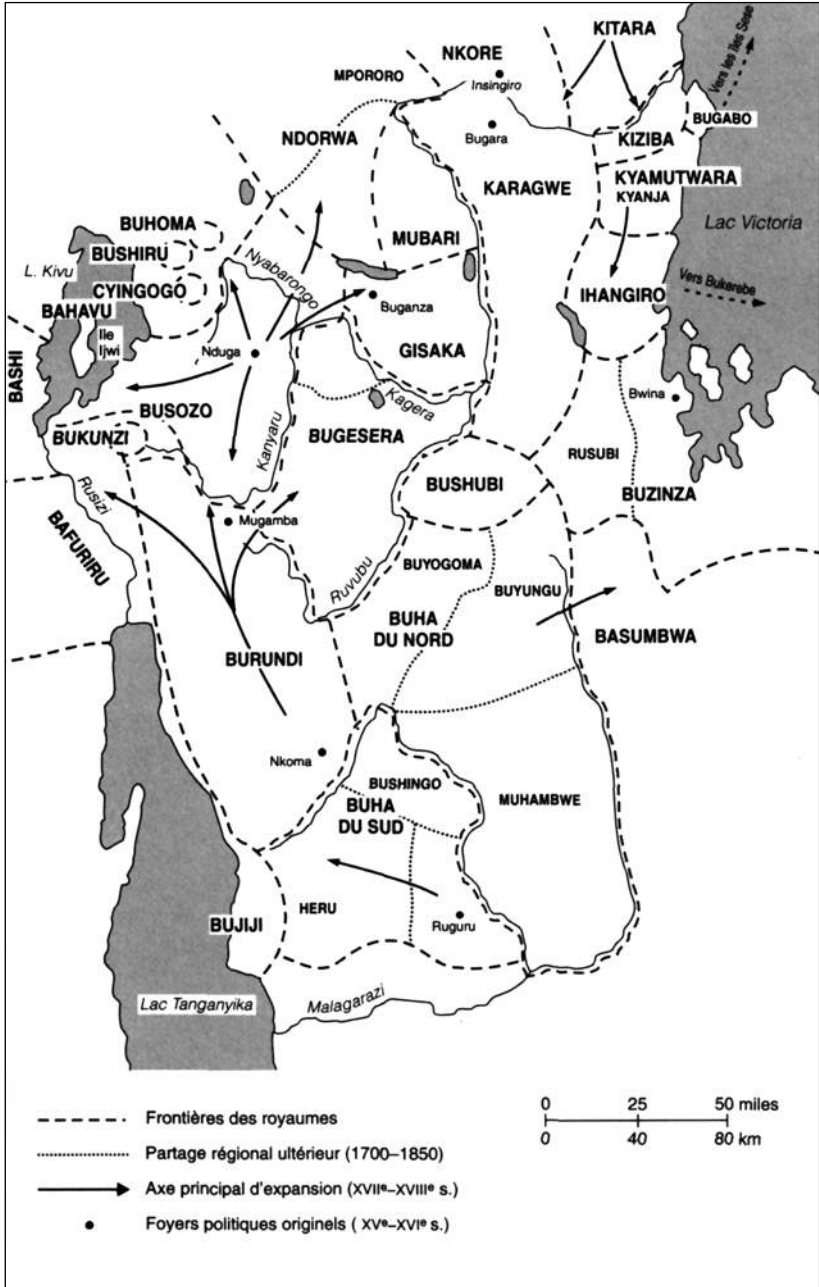 KITARA
NKORE
Vers les îles Sese
MPORORO
Insingiro
BUGABO
Bugara
KIZIBA
NDORWA
KARAGWE
KYAMUTWARA
KYANJA
Lac Victoria
BUHOMA
MUBARI
BUSHIRU
Nyabarongo
L. Kivu
Vers Bukerebe
CYINGOGO
IHANGIRO
BAHAVU
Buganza
Ile
Ijwi
Nduga
GISAKA
BASHI
Kagera
Bwina
BUSOZO
Kanyaru
BUKUNZI
BUGESERA
RUSUBI
BUSHUBI
BUZINZA
Rusizi
Mugamba
BAFURIRU
Ruvubu
BUYOGOMA
BUYUNGU
BUHA
DU NORD
BASUMBWA
BURUNDI
Nkoma
BUSHINGO
MUHAMBWE
BUHA
DU SUD
HERU
BUJIJI
Ruguru
Lac Tanganyika
Malagarazi
Frontières des royaumes
Partage régional ultérieur (1700–1850)
Axe principal d'expansion (XVIIe–XVIIIe s.)
Foyers politiques originels ( XVe–XVIe s.)
0 25 50 miles
0 40 80 km